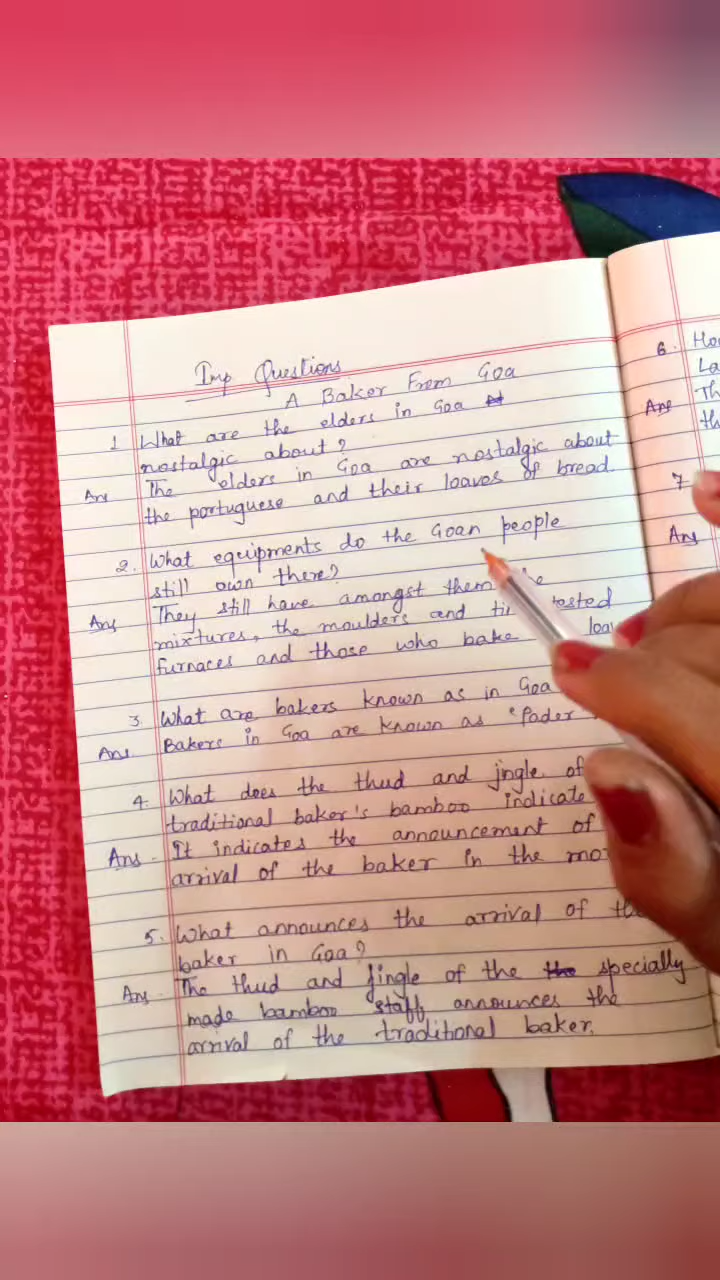 Imp Questions
A Baker From Goa
1 What are the elders in Goa
nostalgic about?
Ans The elders in Goa are nostalgic about
the portuguese and their loaves of bread.
2. What equipments do the Goan people
still own there?
Ans They still have amongst them
mixtures, the moulders and
furnaces and those who bake
3. What are bakers known as in Goa
Ans Bakers in Goa are known as "Pader
4. What does the thud and jingle of
traditional baker's bamboo indicate
Ans - It indicates the announcement of
arrival of the baker in the
5. What announces the arrival of
baker in Goa?
Ans - The thud and jingle of the the specially
made bamboo staff announces the
arrival of the traditional baker.
6.
Ans
7
Ans